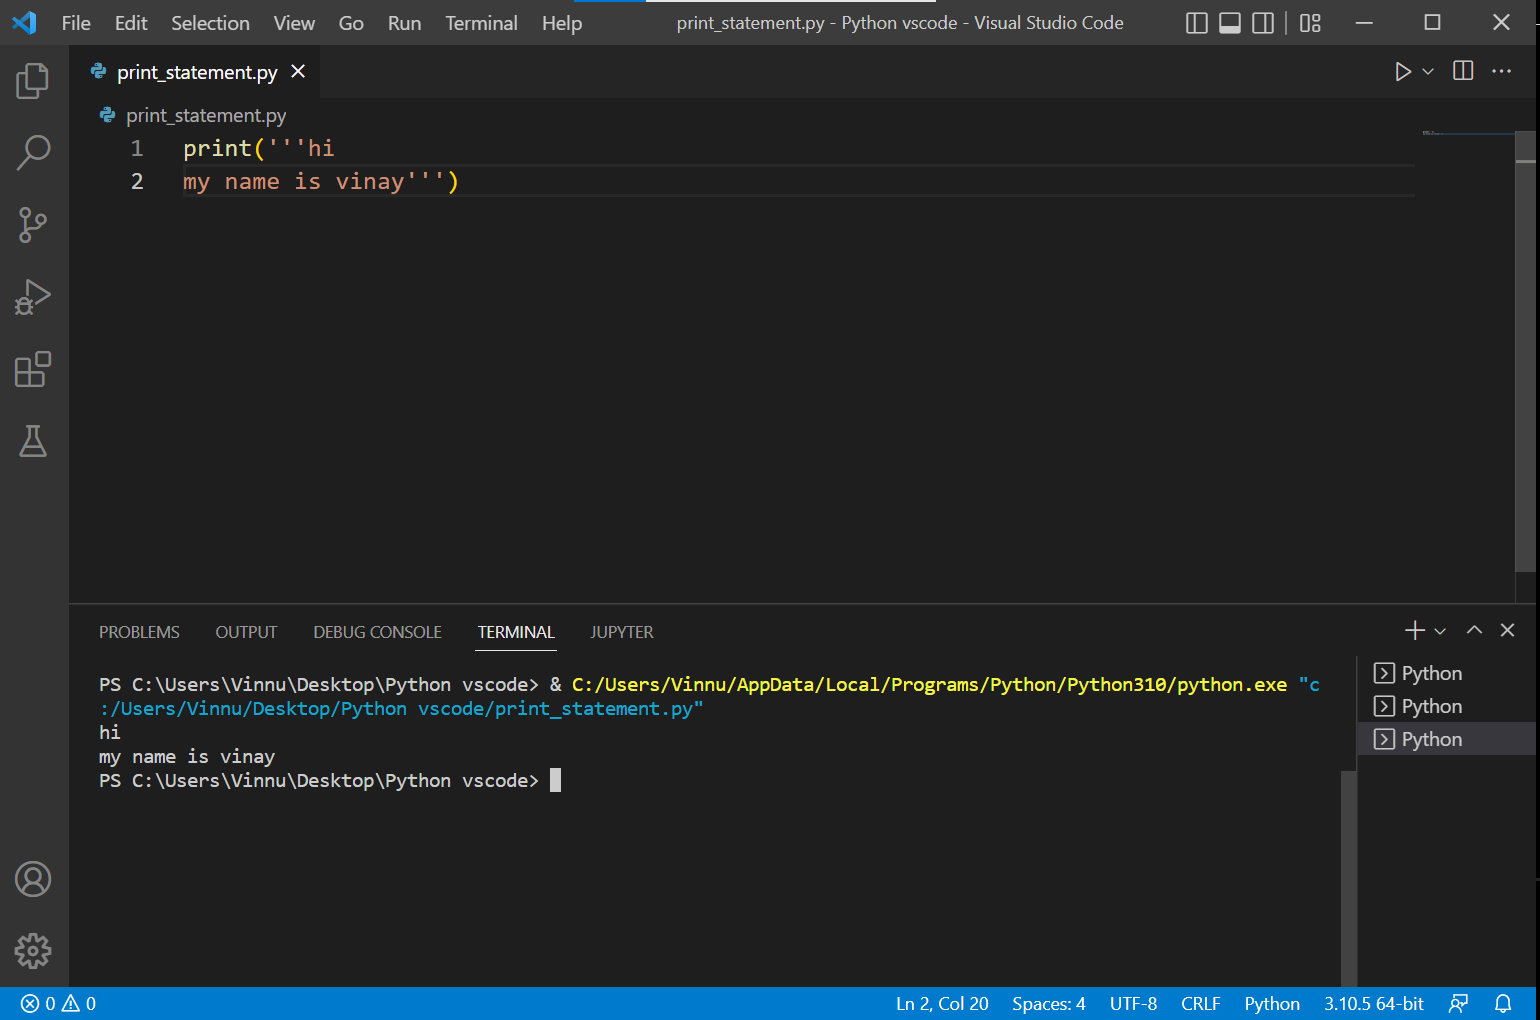 File Edit Selection View Go Run Terminal Help print_statement.py - Python vscode - Visual Studio Code
print_statement.py
print_statement.py
1 print('''hi
2 my name is vinay''')
PROBLEMS OUTPUT DEBUG CONSOLE TERMINAL JUPYTER
PS C:\Users\Vinnu\Desktop\Python vscode> & C:/Users/Vinnu/AppData/Local/Programs/Python/Python310/python.exe "c
:/Users/Vinnu/Desktop/Python vscode/print_statement.py"
hi
my name is vinay
PS C:\Users\Vinnu\Desktop\Python vscode>
Python
Python
Python
0 0 Ln 2, Col 20 Spaces: 4 UTF-8 CRLF Python 3.10.5 64-bit